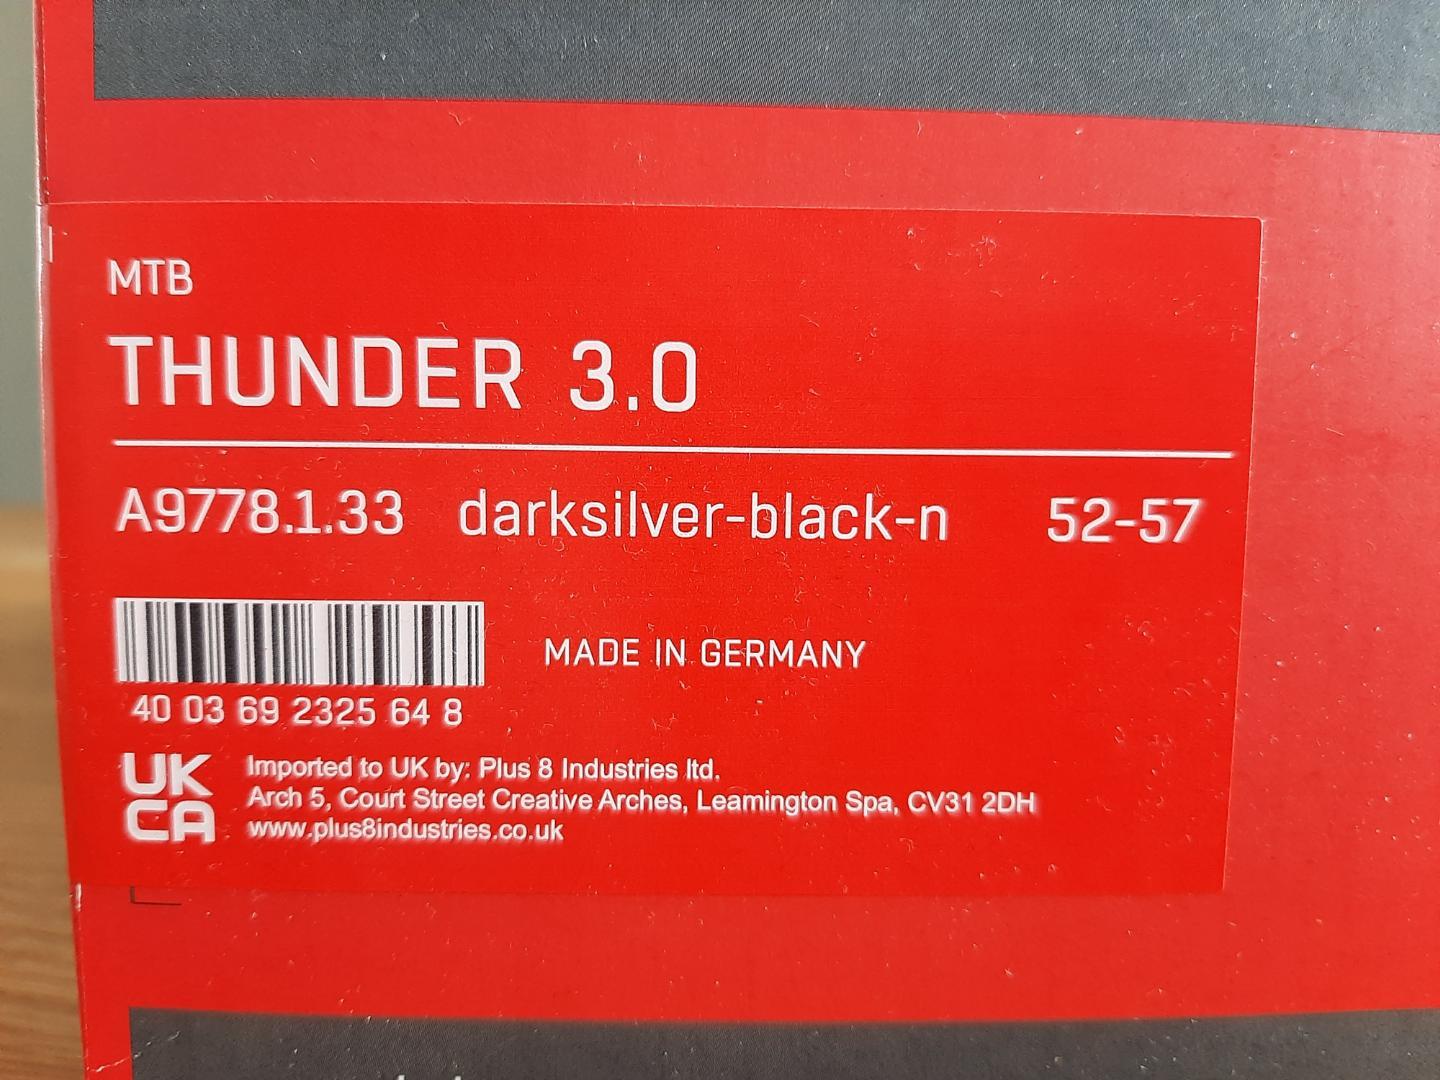 MTB
THUNDER 3.0
A9778.1.33 darksilver-black-n 52-57
MADE IN GERMANY
40 03 69 2325 64 8
UK
CA
Imported to UK by: Plus 8 Industries ltd.
Arch 5, Court Street Creative Arches, Leamington Spa, CV31 2DH
www.plus8industries.co.uk